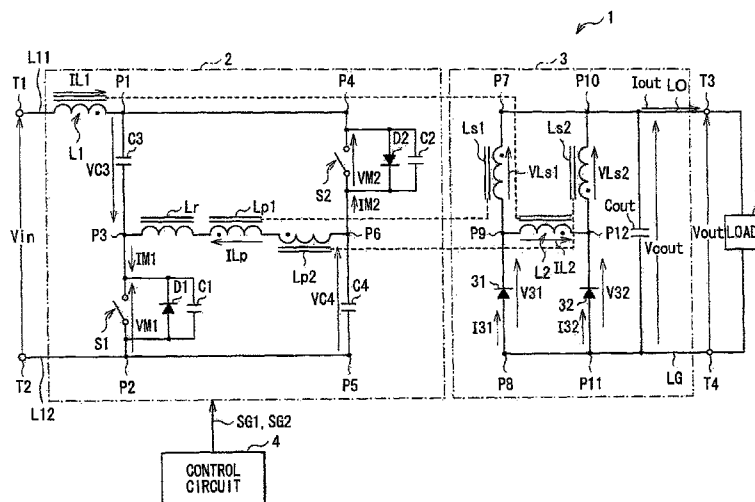 1
2
3
L11
T1
IL1
P1
P4
L1
P7
P10
Iout
LO
T3
C3
VC3
D2
C2
S2
VM2
IM2
Ls1
Ls2
VLs1
VLs2
Lr
Lp1
Vin
P3
P6
ILp
Lp2
IM1
P9
P12
Cout
L2
IL2
Vcout
Vout
LOAD
D1
C1
S1
VM1
VC4
C4
31
32
V31
V32
I31
I32
T2
L12
P2
P5
P8
P11
LG
T4
SG1, SG2
4
CONTROL
CIRCUIT